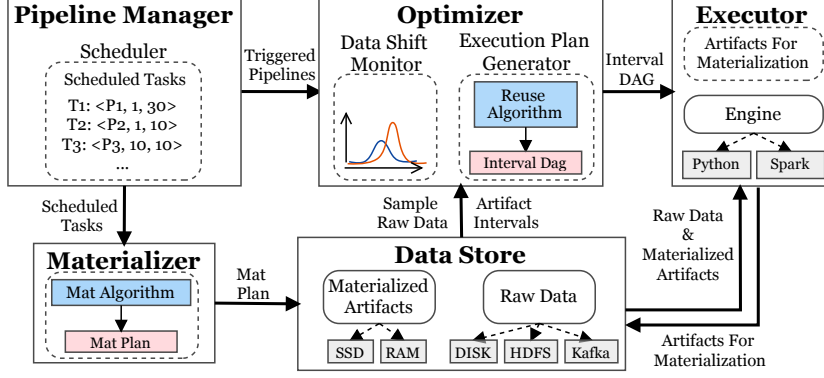 Pipeline Manager
Scheduler
Scheduled Tasks
T1: <P1, 1, 30>
T2: <P2, 1, 10>
T3: <P3, 10, 10>
...
Triggered
Pipelines
Optimizer
Data Shift
Monitor
Execution Plan
Generator
Reuse
Algorithm
Interval Dag
Interval
DAG
Executor
Artifacts For
Materialization
Engine
Python
Spark
Scheduled
Tasks
Sample
Raw Data
Artifact
Intervals
Raw Data
&
Materialized
Artifacts
Materializer
Mat Algorithm
Mat Plan
Mat
Plan
Data Store
Materialized
Artifacts
SSD
RAM
Raw Data
DISK
HDFS
Kafka
Artifacts For
Materialization